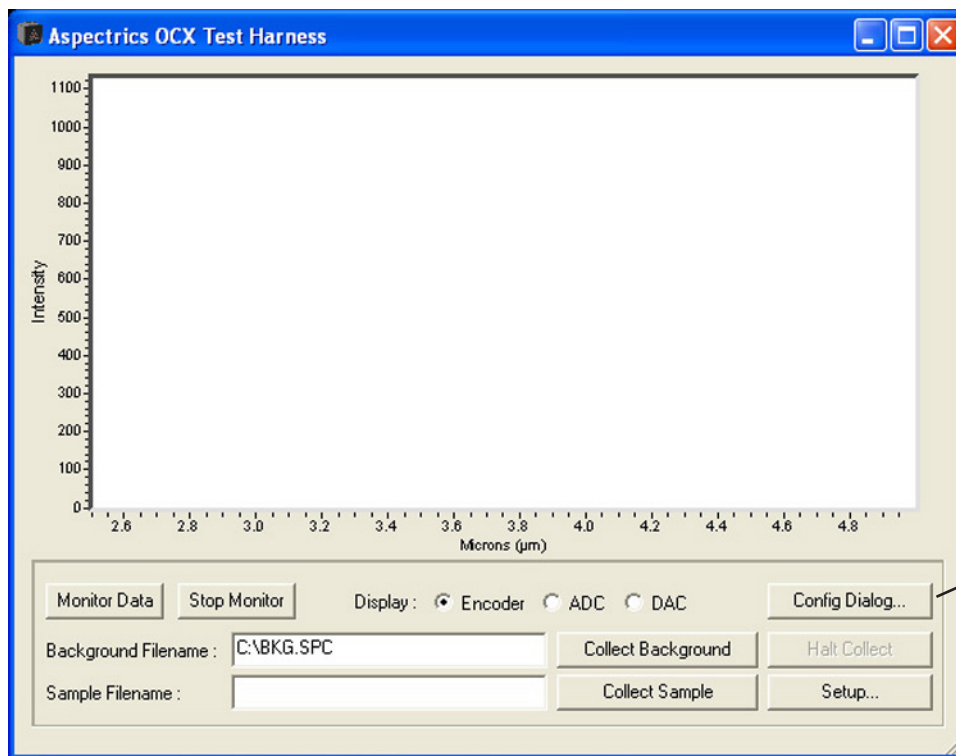 Aspectrics OCX Test Harness
1100
1000
900
800
700
600
500
400
300
200
100
0
Intensity
2.6 2.8 3.0 3.2 3.4 3.6 3.8 4.0 4.2 4.4 4.6 4.8
Microns (µm)
Monitor Data Stop Monitor Display : Encoder ADC DAC Config Dialog...
Background Filename : C:\BKG.SPC Collect Background Halt Collect
Sample Filename : Collect Sample Setup...